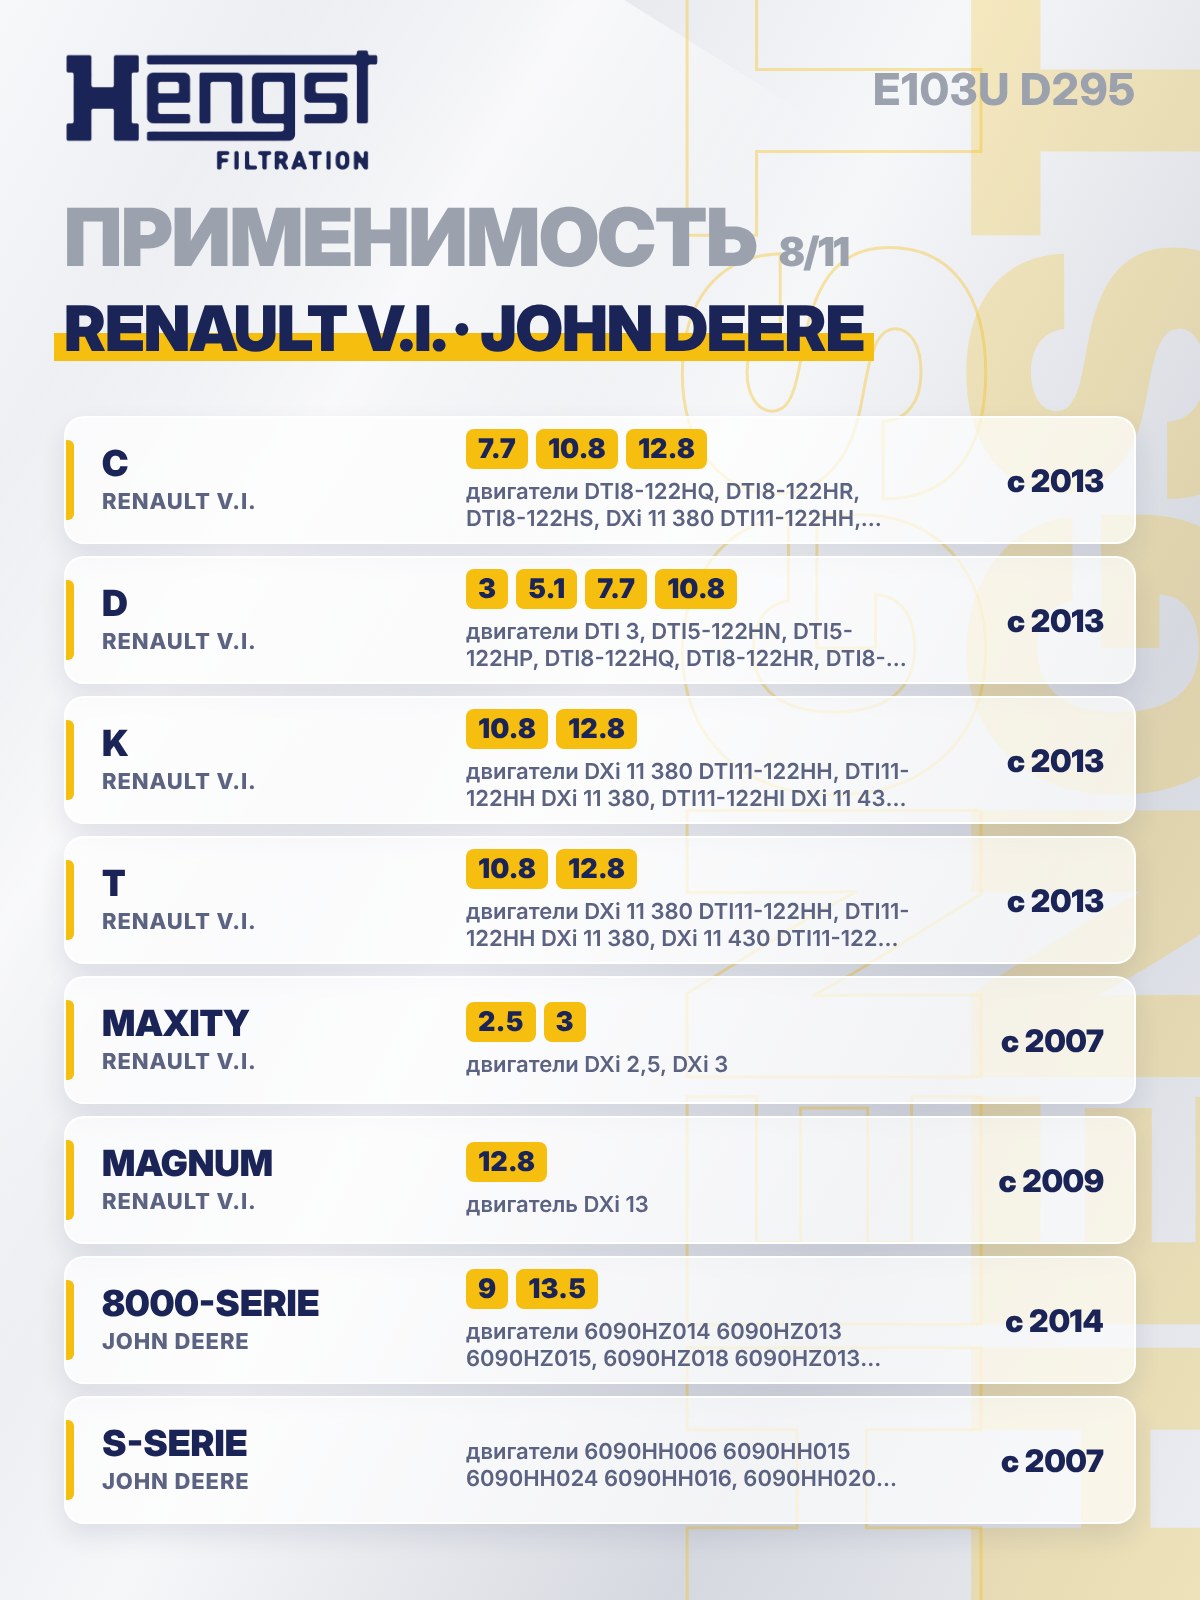 Hengst
FILTRATION
E103U D295
ПРИМЕНИМОСТЬ 8/11
RENAULT V.I. · JOHN DEERE
C
RENAULT V.I.
7.7 10.8 12.8
двигатели DTI8-122HQ, DTI8-122HR,
DTI8-122HS, DXi 11 380 DTI11-122HH,...
с 2013
D
RENAULT V.I.
3 5.1 7.7 10.8
двигатели DTI 3, DTI5-122HN, DTI5-
122HP, DTI8-122HQ, DTI8-122HR, DTI8-...
с 2013
K
RENAULT V.I.
10.8 12.8
двигатели DXi 11 380 DTI11-122HH, DTI11-
122HH DXi 11 380, DTI11-122HI DXi 11 43...
с 2013
T
RENAULT V.I.
10.8 12.8
двигатели DXi 11 380 DTI11-122HH, DTI11-
122HH DXi 11 380, DXi 11 430 DTI11-122...
с 2013
MAXITY
RENAULT V.I.
2.5 3
двигатели DXi 2,5, DXi 3
с 2007
MAGNUM
RENAULT V.I.
12.8
двигатель DXi 13
с 2009
8000-SERIE
JOHN DEERE
9 13.5
двигатели 6090HZ014 6090HZ013
6090HZ015, 6090HZ018 6090HZ013...
с 2014
S-SERIE
JOHN DEERE
двигатели 6090HH006 6090HH015
6090HH024 6090HH016, 6090HH020...
с 2007
HENGST